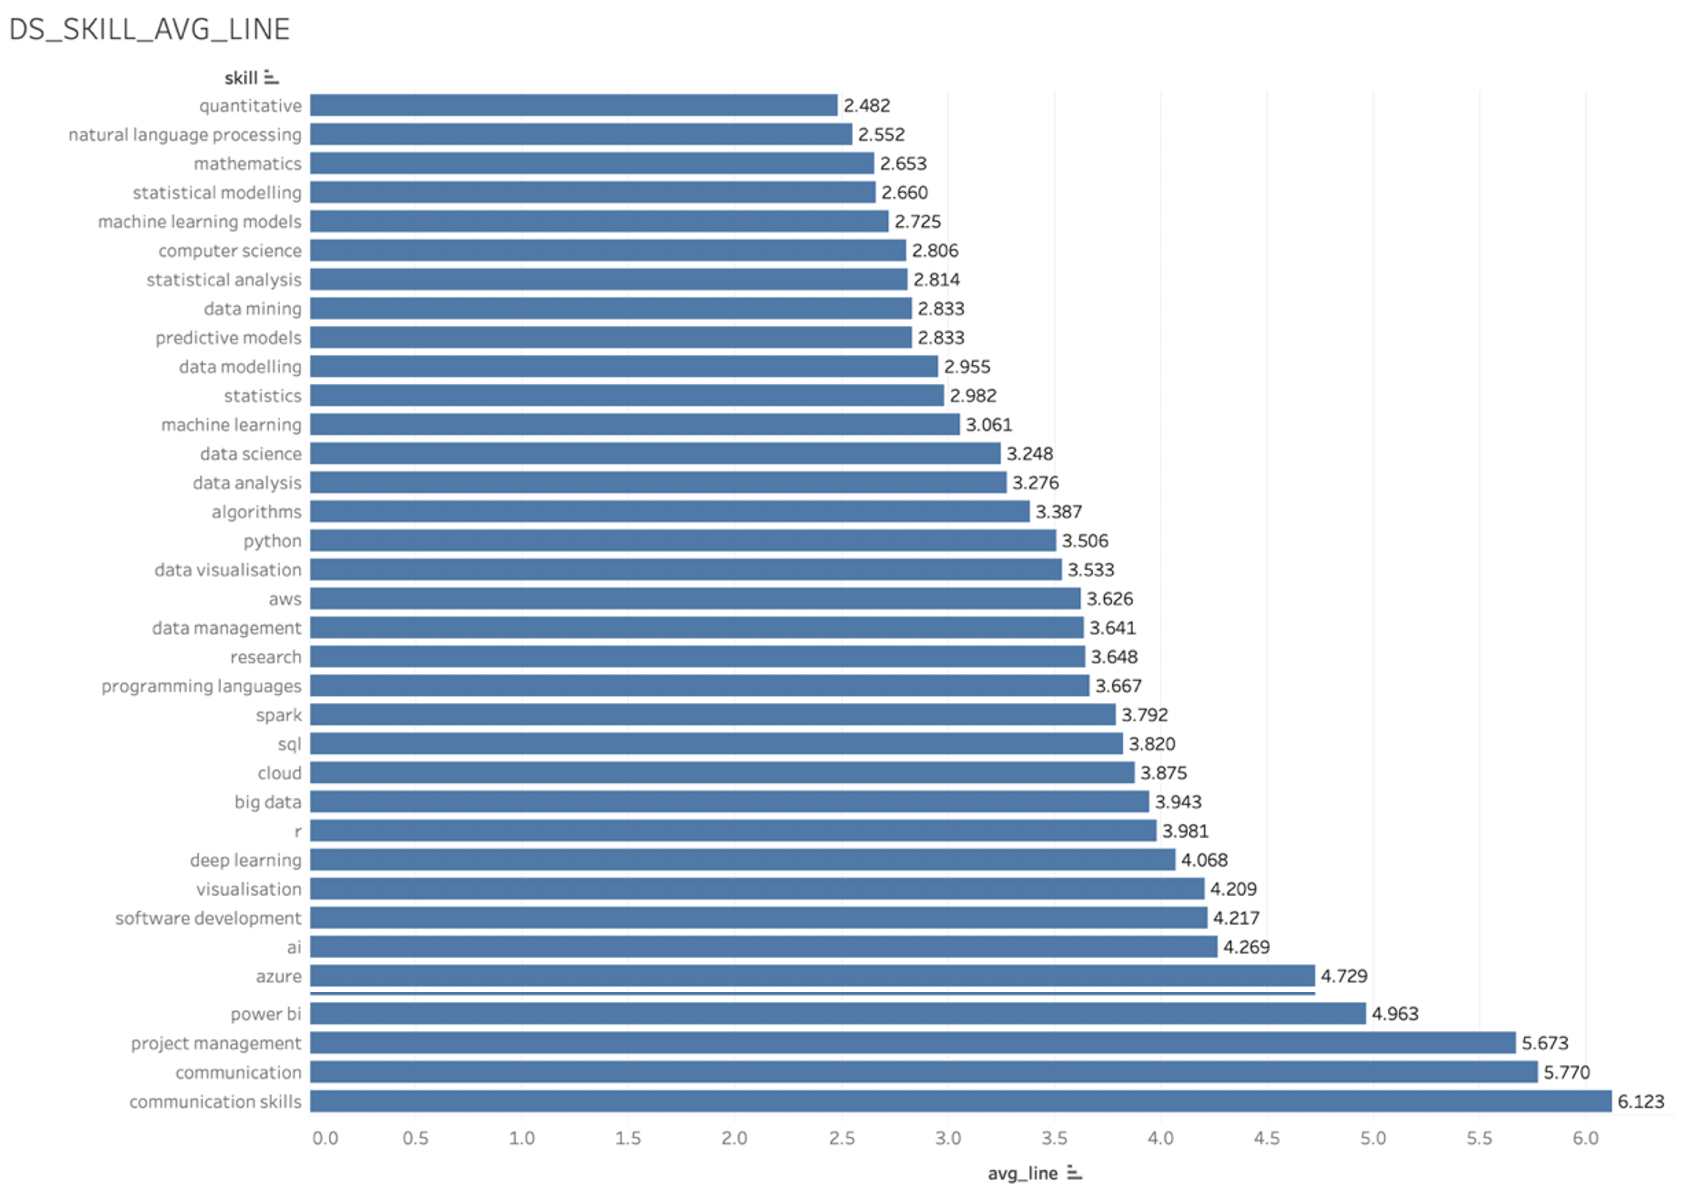 DS_SKILL_AVG_LINE
skill
quantitative 2.482
natural language processing 2.552
mathematics 2.653
statistical modelling 2.660
machine learning models 2.725
computer science 2.806
statistical analysis 2.814
data mining 2.833
predictive models 2.833
data modelling 2.955
statistics 2.982
machine learning 3.061
data science 3.248
data analysis 3.276
algorithms 3.387
python 3.506
data visualisation 3.533
aws 3.626
data management 3.641
research 3.648
programming languages 3.667
spark 3.792
sql 3.820
cloud 3.875
big data 3.943
r 3.981
deep learning 4.068
visualisation 4.209
software development 4.217
ai 4.269
azure 4.729
power bi 4.963
project management 5.673
communication 5.770
communication skills 6.123
0.0 0.5 1.0 1.5 2.0 2.5 3.0 3.5 4.0 4.5 5.0 5.5 6.0
avg_line